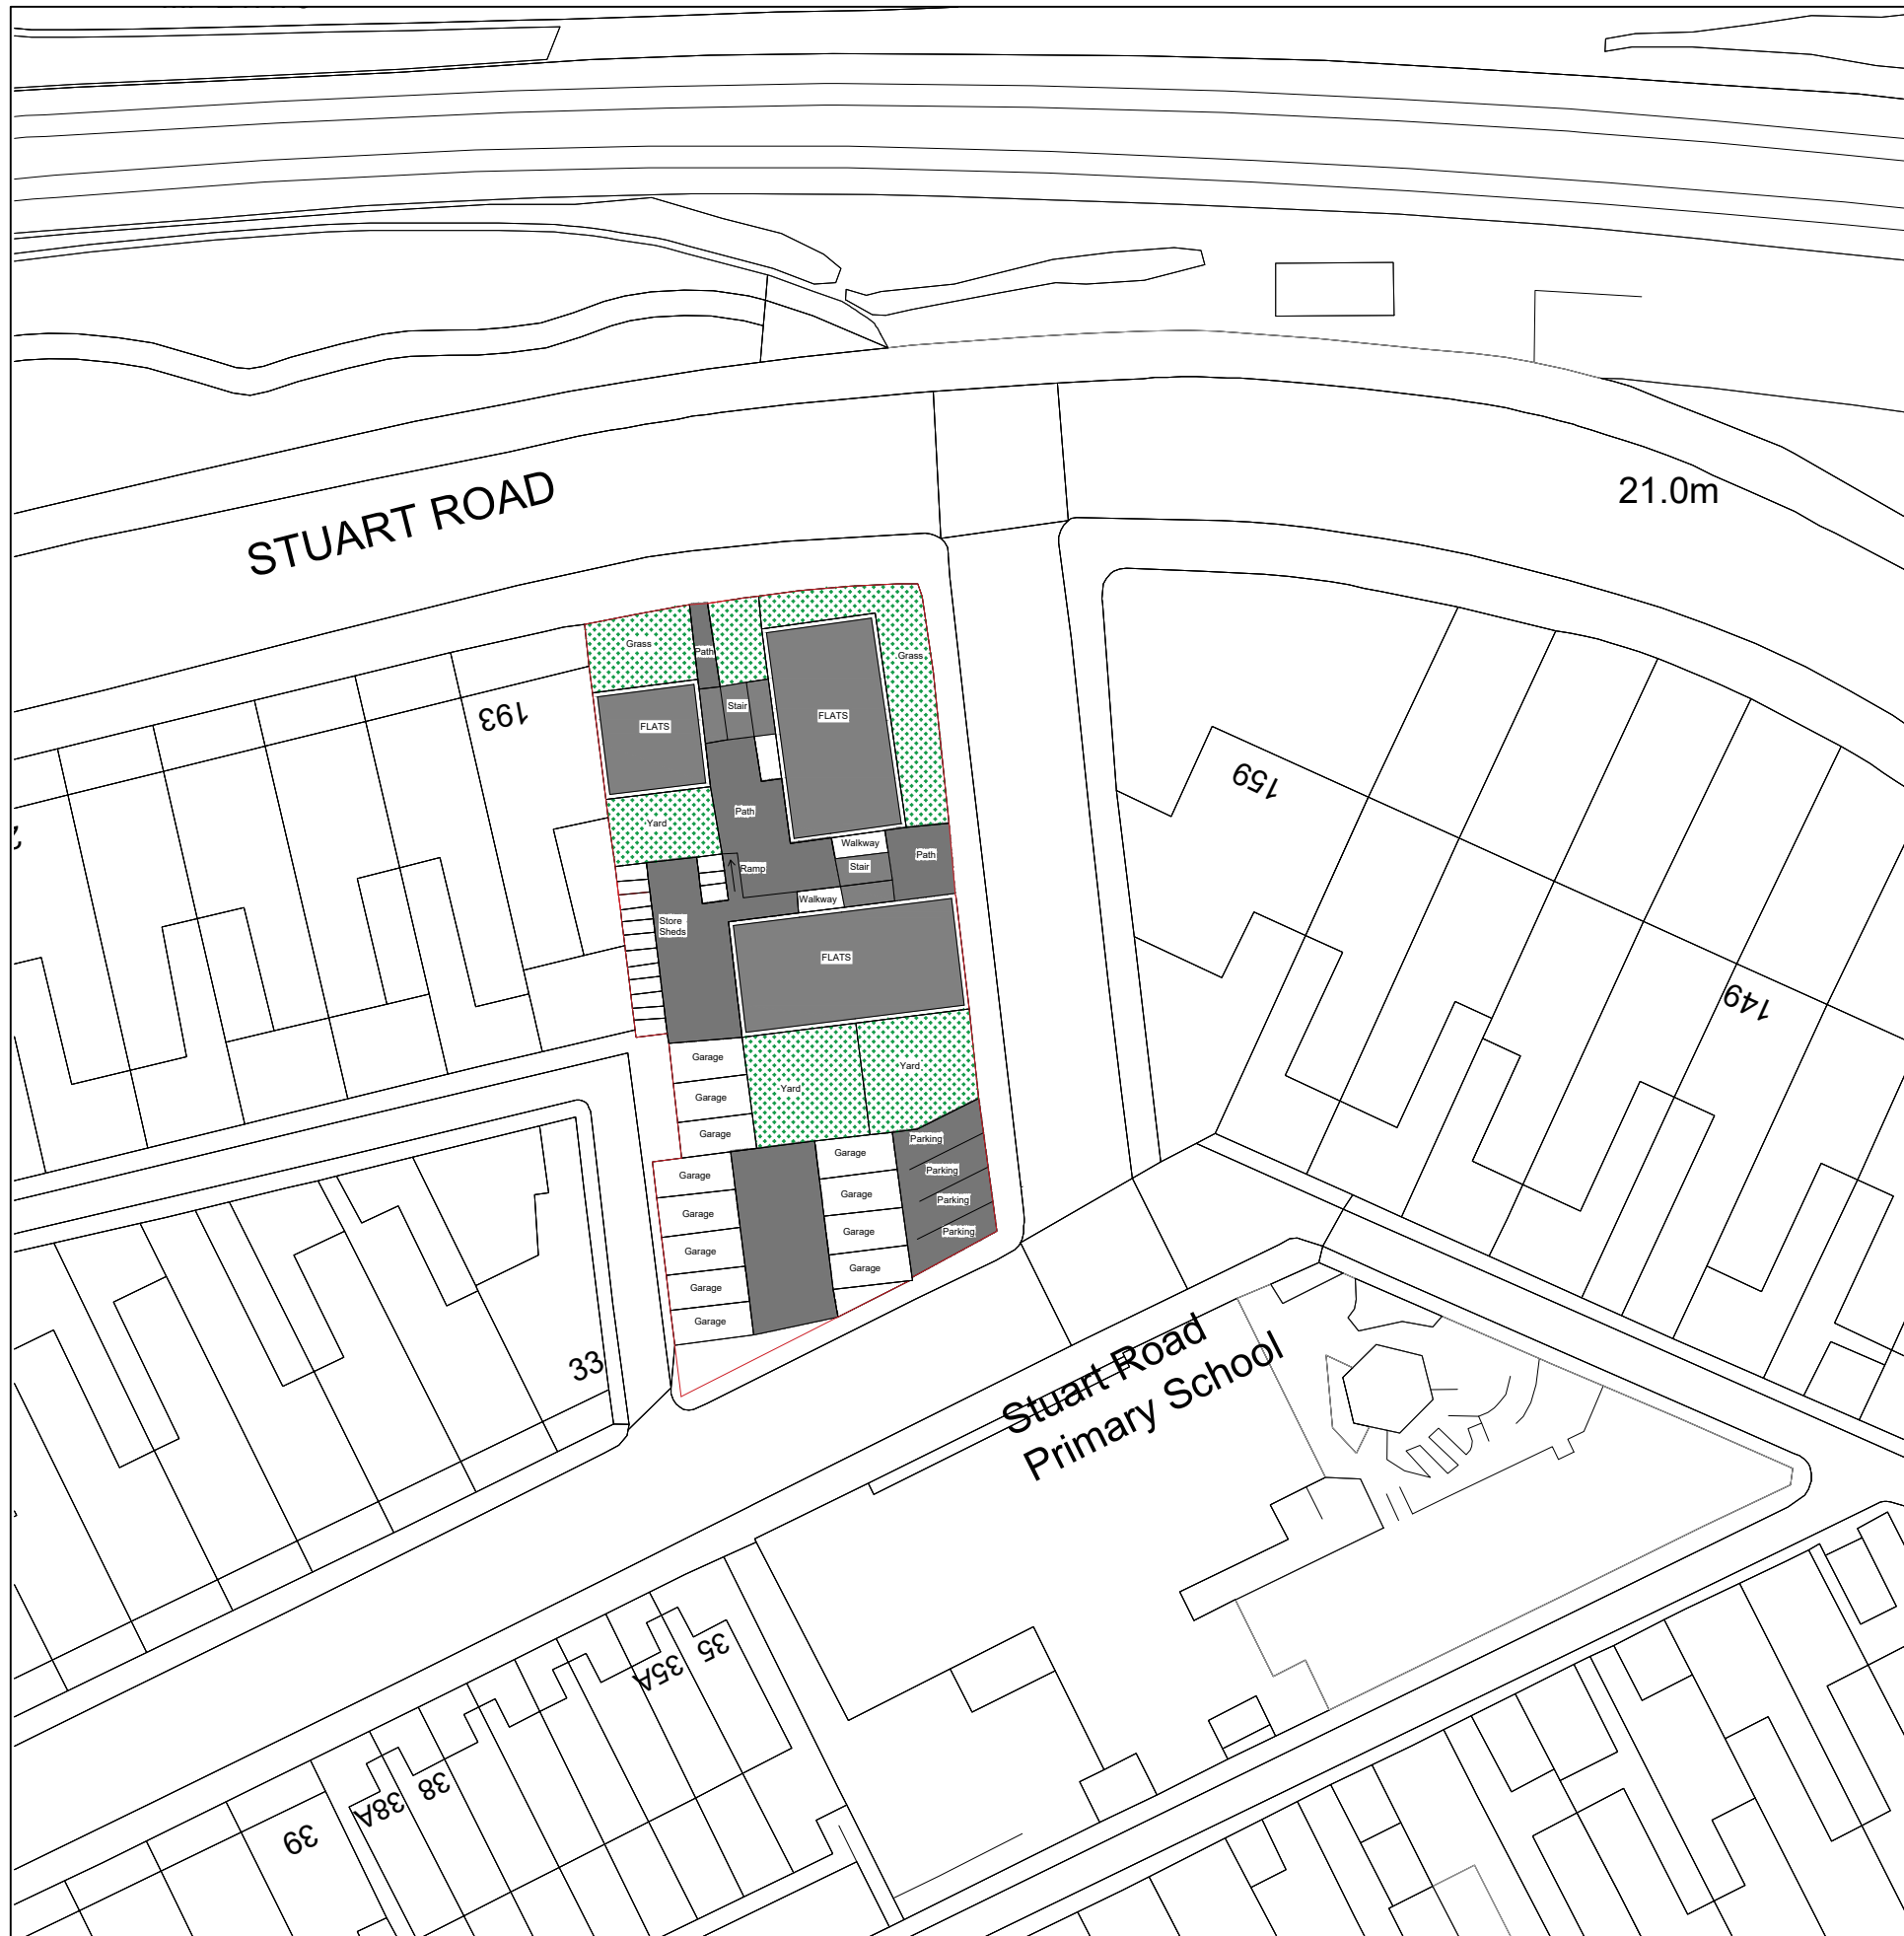 STUART ROAD
21.0m
Grass
Path
Grass
Stair
FLATS
FLATS
193
159
Yard
Path
Walkway
Path
Stair
Ramp
Walkway
Store
Sheds
FLATS
149
Garage
Yard
Yard
Garage
Garage
Parking
Garage
Garage
Parking
Garage
Parking
Garage
Garage
Parking
Garage
Garage
Garage
Garage
33
Stuart Road
Primary School
35
35A
38
38A
39